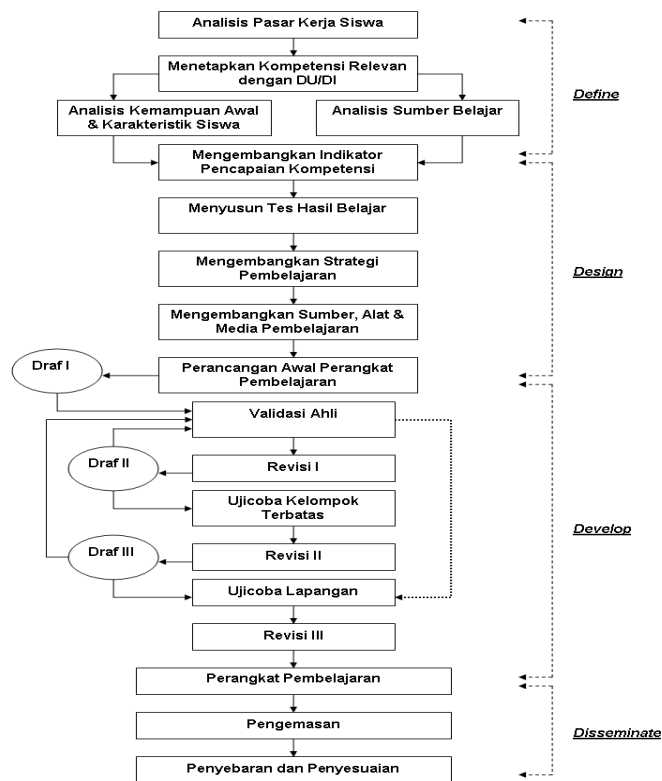 Analisis Pasar Kerja Siswa
Menetapkan Kompetensi Relevan
dengan DU/DI
Define
Analisis Kemampuan Awal
& Karakteristik Siswa
Analisis Sumber Belajar
Mengembangkan Indikator
Pencapaian Kompetensi
Menyusun Tes Hasil Belajar
Mengembangkan Strategi
Pembelajaran
Design
Mengembangkan Sumber, Alat &
Media Pembelajaran
Draf I
Perancangan Awal Perangkat
Pembelajaran
Validasi Ahli
Draf II
Revisi I
Ujicoba Kelompok
Terbatas
Develop
Draf III
Revisi II
Ujicoba Lapangan
Revisi III
Perangkat Pembelajaran
Pengemasan
Disseminate
Penyebaran dan Penyesuaian